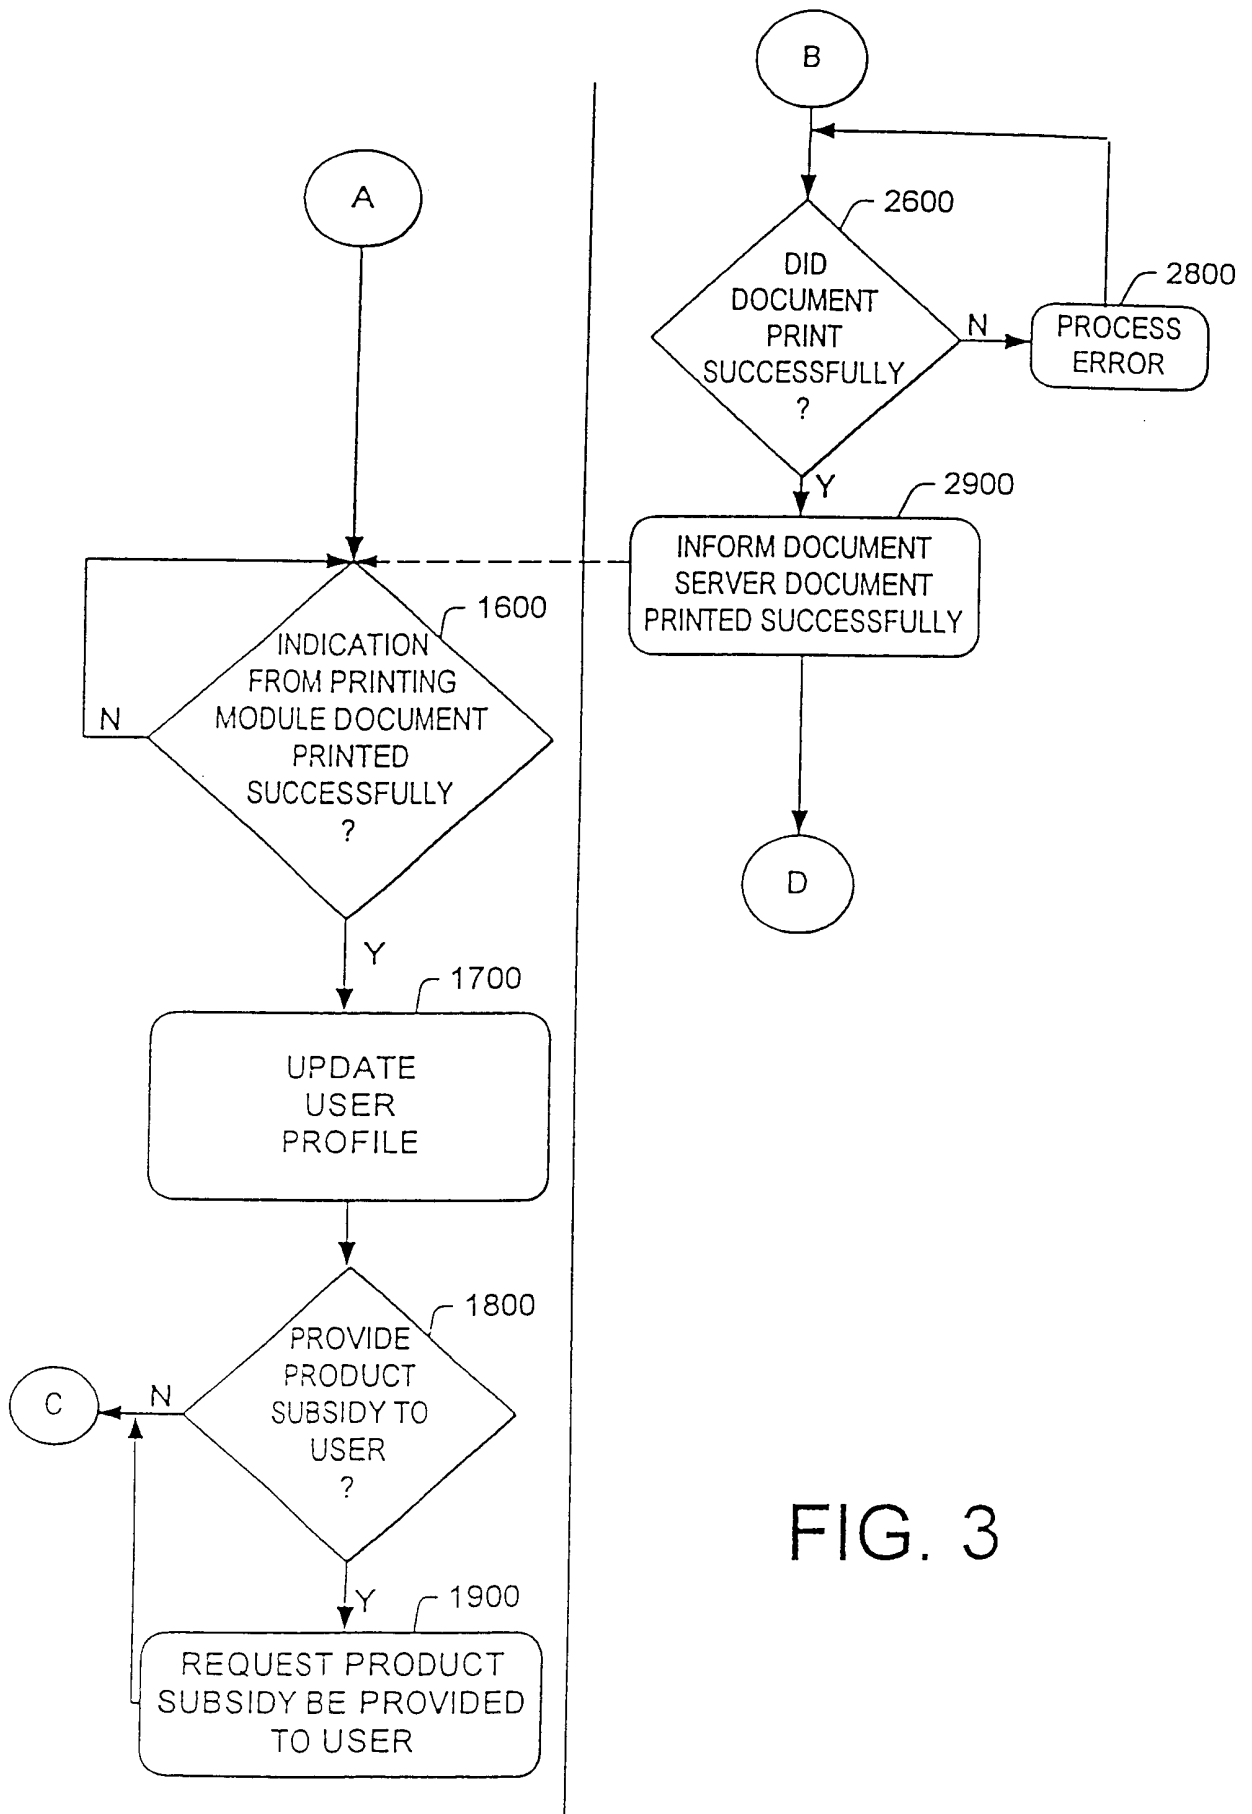 A
1600
INDICATION
FROM PRINTING
MODULE DOCUMENT
PRINTED
SUCCESSFULLY
?
N
Y
1700
UPDATE
USER
PROFILE
1800
PROVIDE
PRODUCT
SUBSIDY TO
USER
?
N
C
Y
1900
REQUEST PRODUCT
SUBSIDY BE PROVIDED
TO USER
B
2600
DID
DOCUMENT
PRINT
SUCCESSFULLY
?
N
2800
PROCESS
ERROR
Y
2900
INFORM DOCUMENT
SERVER DOCUMENT
PRINTED SUCCESSFULLY
D
FIG. 3